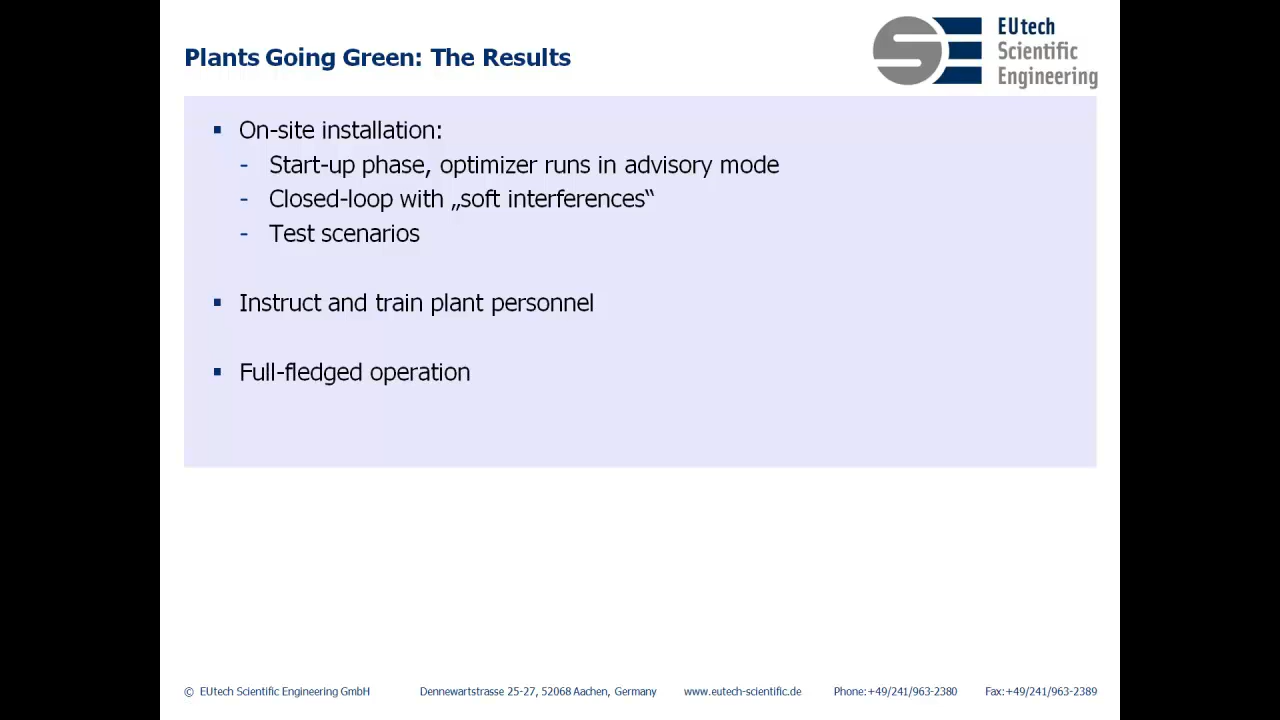 Plants Going Green: The Results
EUtech
Scientific
Engineering
▪ On-site installation:
- Start-up phase, optimizer runs in advisory mode
- Closed-loop with „soft interferences“
- Test scenarios
▪ Instruct and train plant personnel
▪ Full-fledged operation
© EUtech Scientific Engineering GmbH Dennewartstrasse 25-27, 52068 Aachen, Germany www.eutech-scientific.de Phone:+49/241/963-2380 Fax:+49/241/963-2389